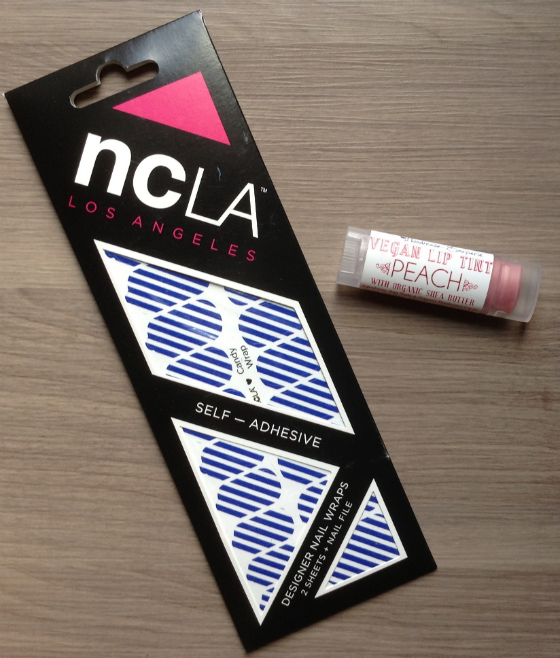 ncLA™
LOS ANGELES
Candy
Wrap
SELF — ADHESIVE
DESIGNER NAIL WRAPS
2 SHEETS + NAIL FILE
VEGAN LIP TINT
PEACH
WITH ORGANIC SHEA BUTTER